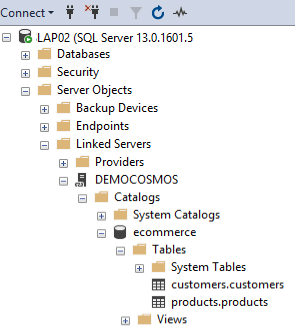 Connect
LAP02 (SQL Server 13.0.1601.5
Databases
Security
Server Objects
Backup Devices
Endpoints
Linked Servers
Providers
DEMOCOSMOS
Catalogs
System Catalogs
ecommerce
Tables
System Tables
customers.customers
products.products
Views